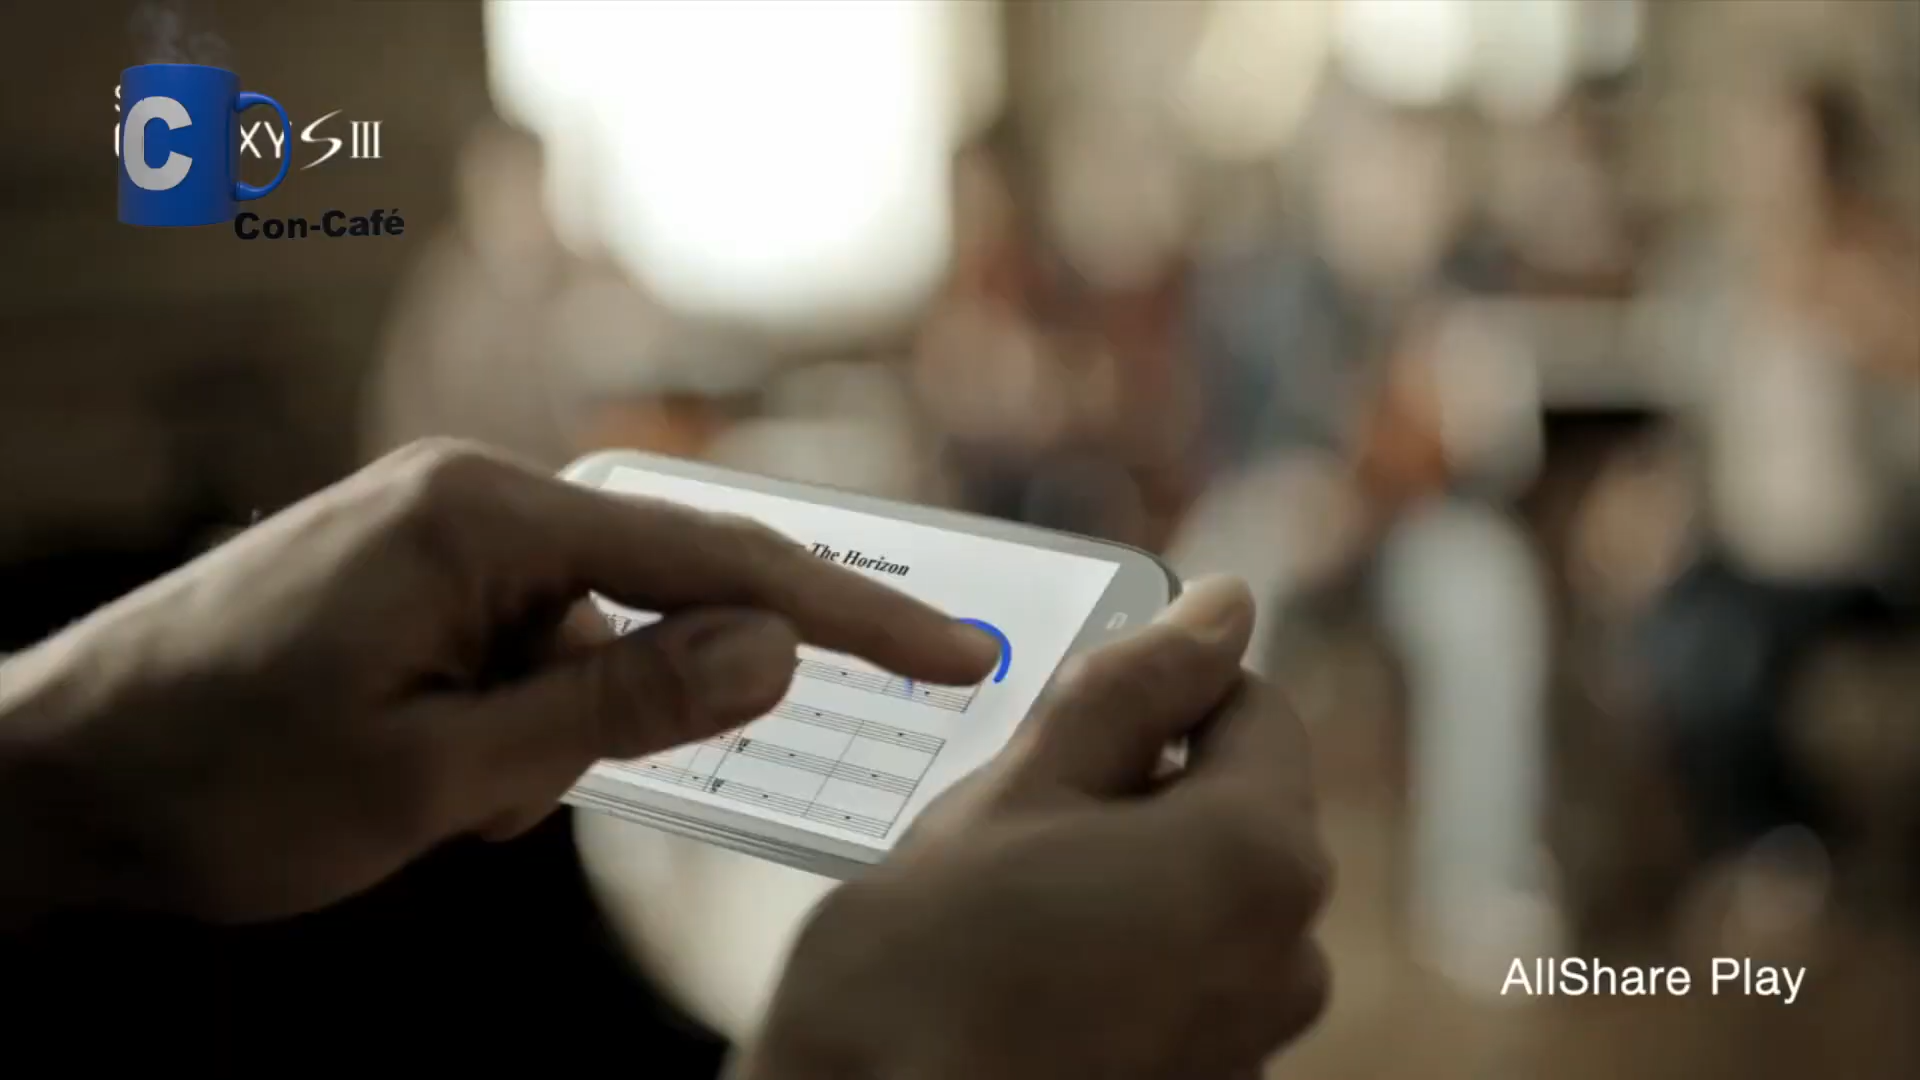 C
XY S III
Con-Café
The Horizon
AllShare Play